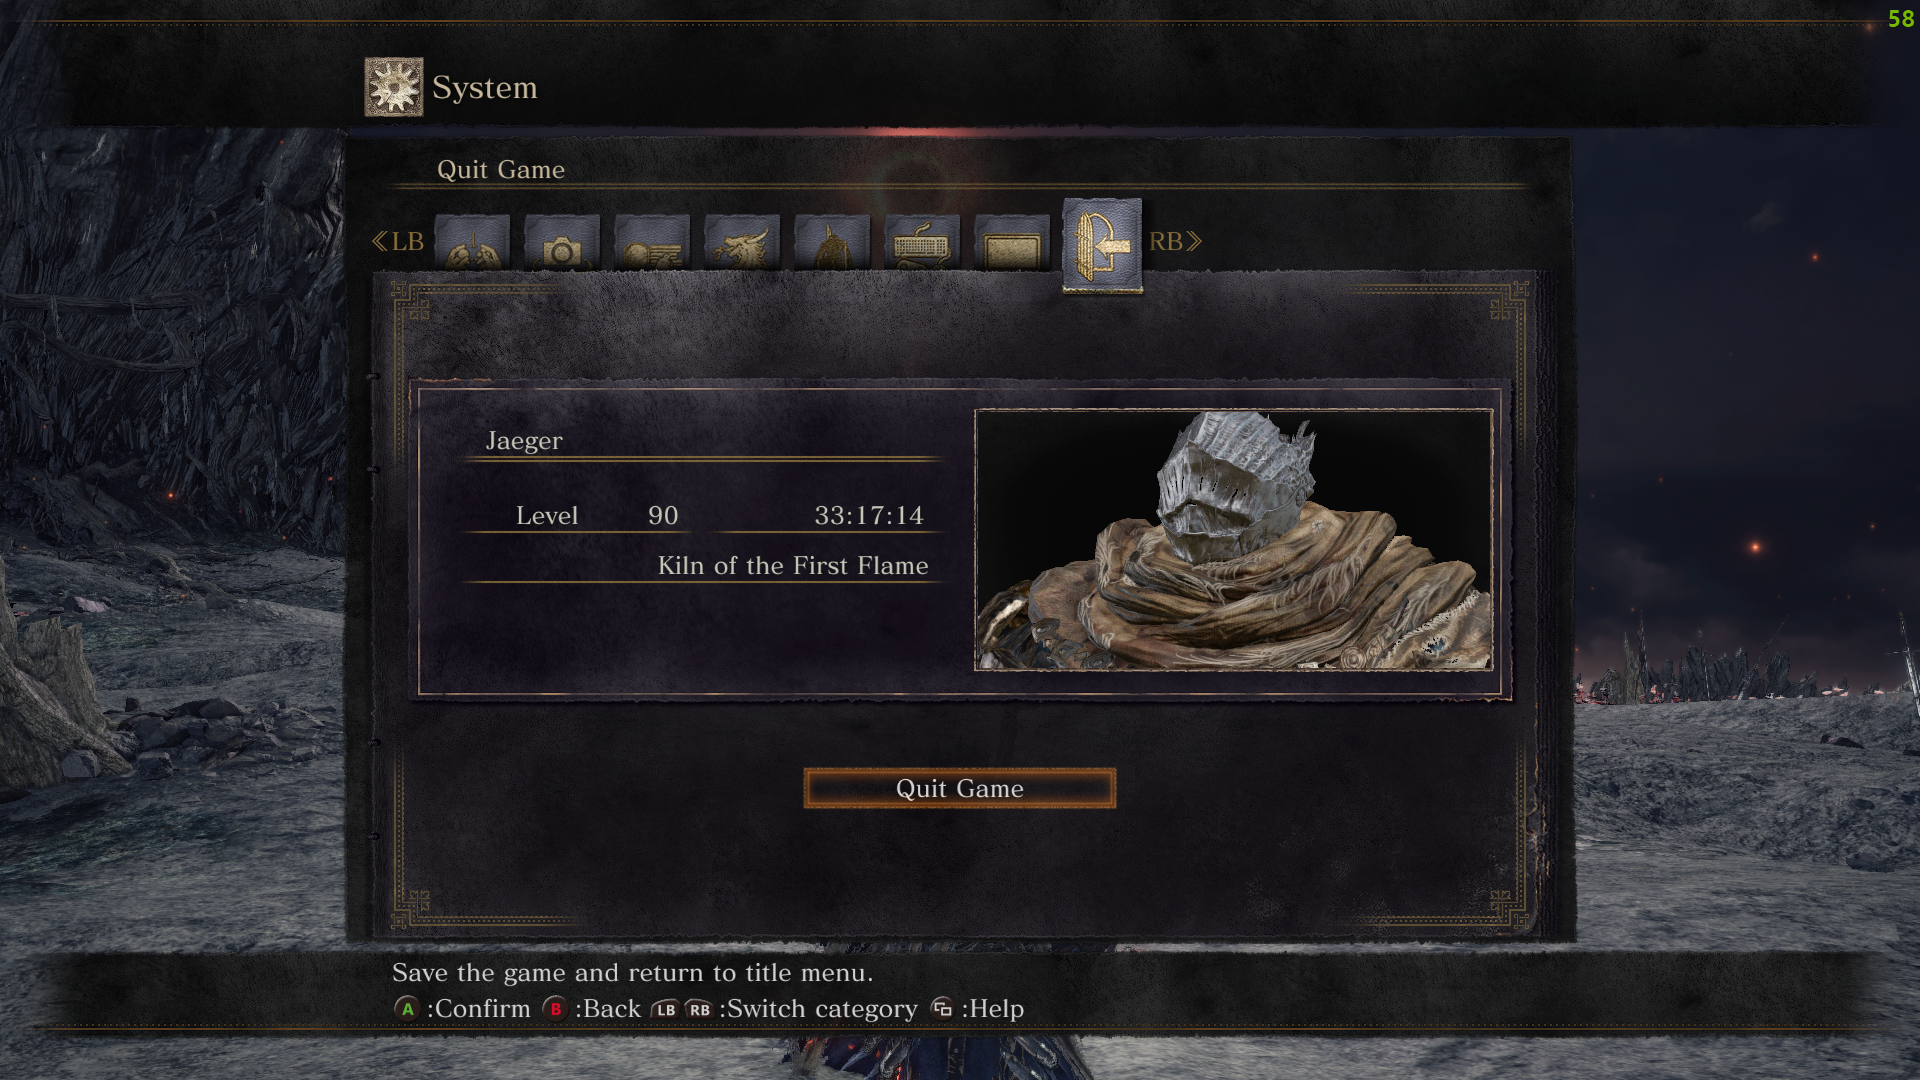 58
System
Quit Game
LB
RB
Jaeger
Level 90 33:17:14
Kiln of the First Flame
Quit Game
Save the game and return to title menu.
A :Confirm B :Back LB RB :Switch category :Help